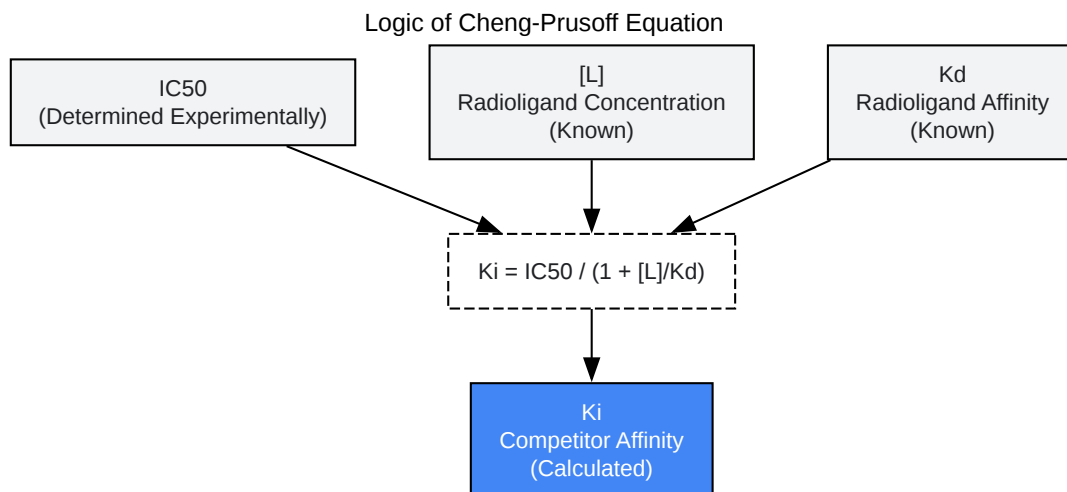 Logic of Cheng-Prusoff Equation
IC50
(Determined Experimentally)
[L]
Radioligand Concentration
(Known)
Kd
Radioligand Affinity
(Known)
Ki = IC50 / (1 + [L]/Kd)
Ki
Competitor Affinity
(Calculated)